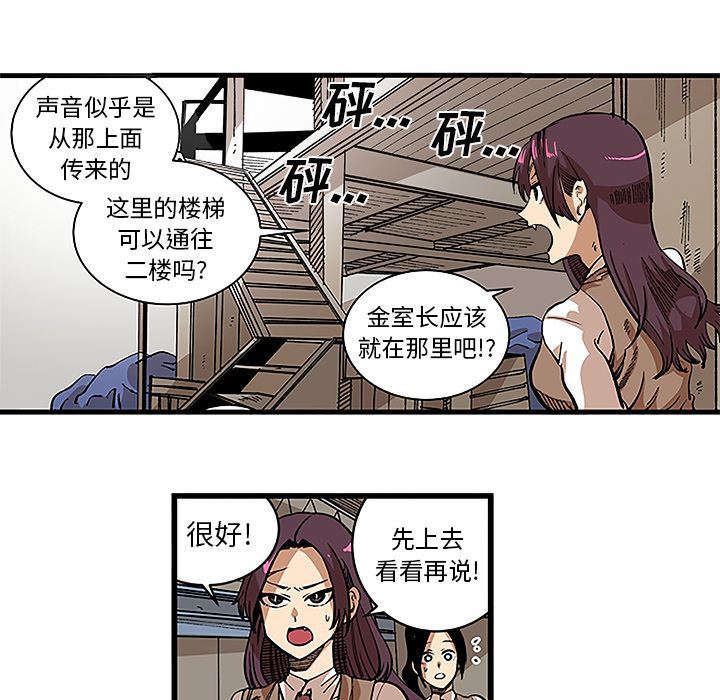 声音似乎是
从那上面
传来的
这里的楼梯
可以通往
二楼吗?
砰...
砰...
砰...
金室长应该
就在那里吧!?
很好!
先上去
看看再说!